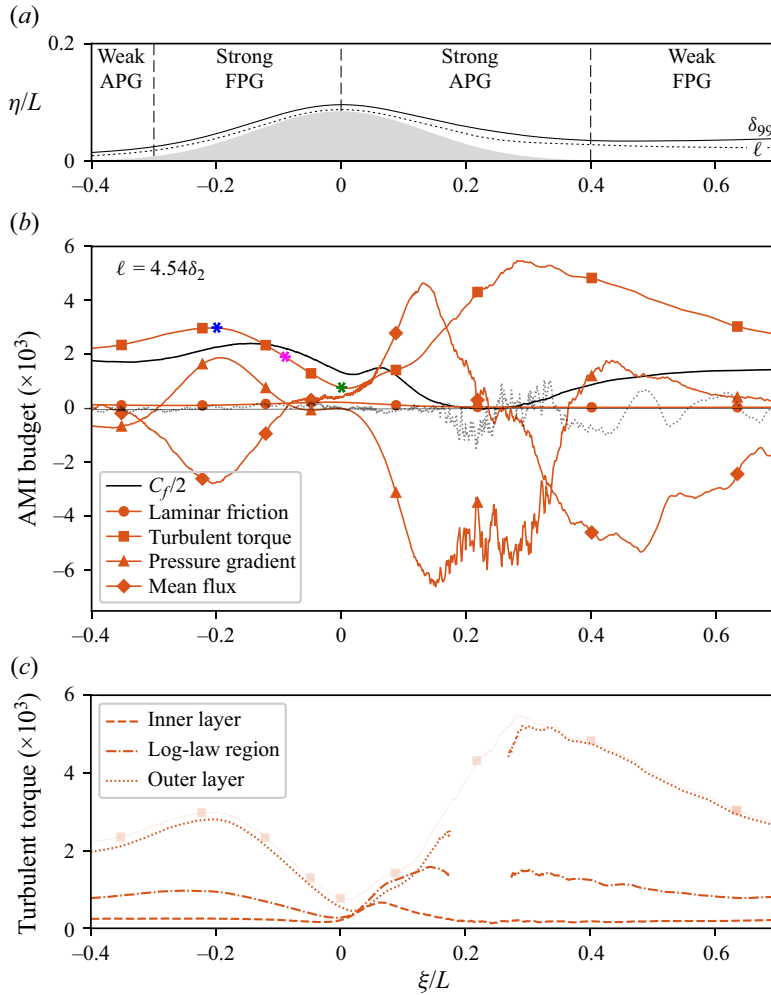 (a)
0.2
η/L
0
Weak APG
Strong FPG
Strong APG
Weak FPG
δ99
ℓ
–0.4 –0.2 0 0.2 0.4 0.6
(b)
6
4
2
0
–2
–4
–6
AMI budget (×10³)
ℓ = 4.54δ₂
C_f/2
Laminar friction
Turbulent torque
Pressure gradient
Mean flux
–0.4 –0.2 0 0.2 0.4 0.6
(c)
6
4
2
0
Turbulent torque (×10³)
Inner layer
Log-law region
Outer layer
–0.4 –0.2 0 0.2 0.4 0.6
ξ/L